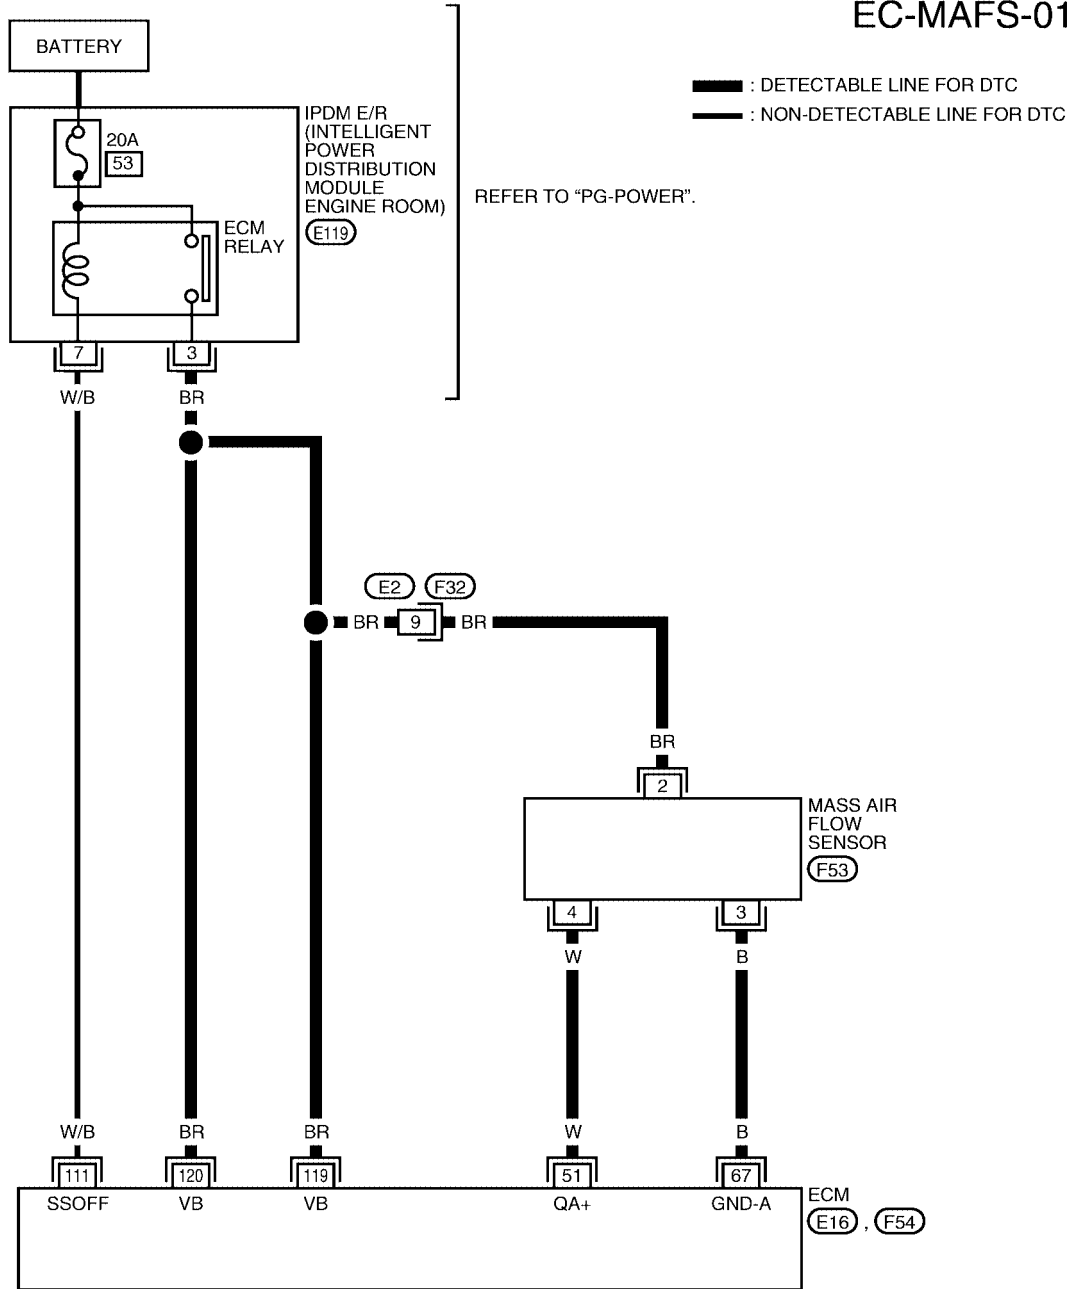 EC-MAFS-01
BATTERY
: DETECTABLE LINE FOR DTC
: NON-DETECTABLE LINE FOR DTC
IPDM E/R
(INTELLIGENT
POWER
DISTRIBUTION
MODULE
ENGINE ROOM)
E119
20A
53
REFER TO “PG-POWER”.
ECM
RELAY
7
3
W/B
BR
E2
F32
BR
9
BR
BR
2
MASS AIR
FLOW
SENSOR
F53
4
3
W
B
W/B
BR
BR
W
B
111
120
119
51
67
SSOFF
VB
VB
QA+
GND-A
ECM
E16 , F54